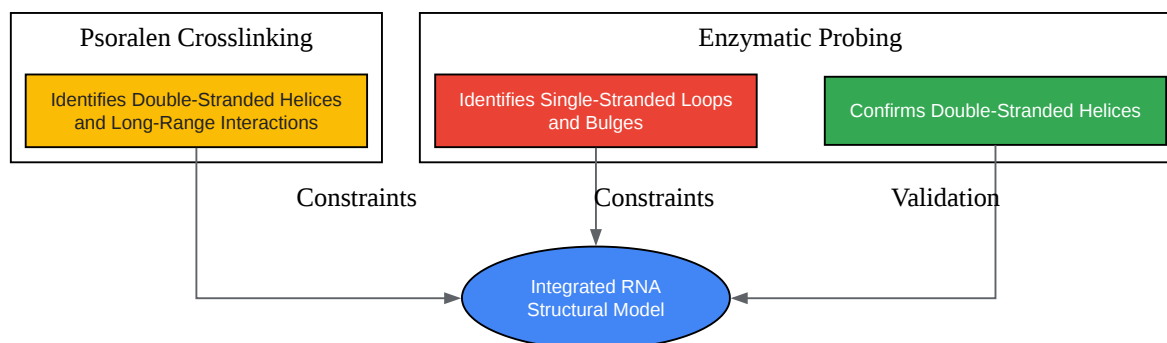 Psoralen Crosslinking
Identifies Double-Stranded Helices
and Long-Range Interactions
Enzymatic Probing
Identifies Single-Stranded Loops
and Bulges
Confirms Double-Stranded Helices
Constraints
Constraints
Validation
Integrated RNA
Structural Model